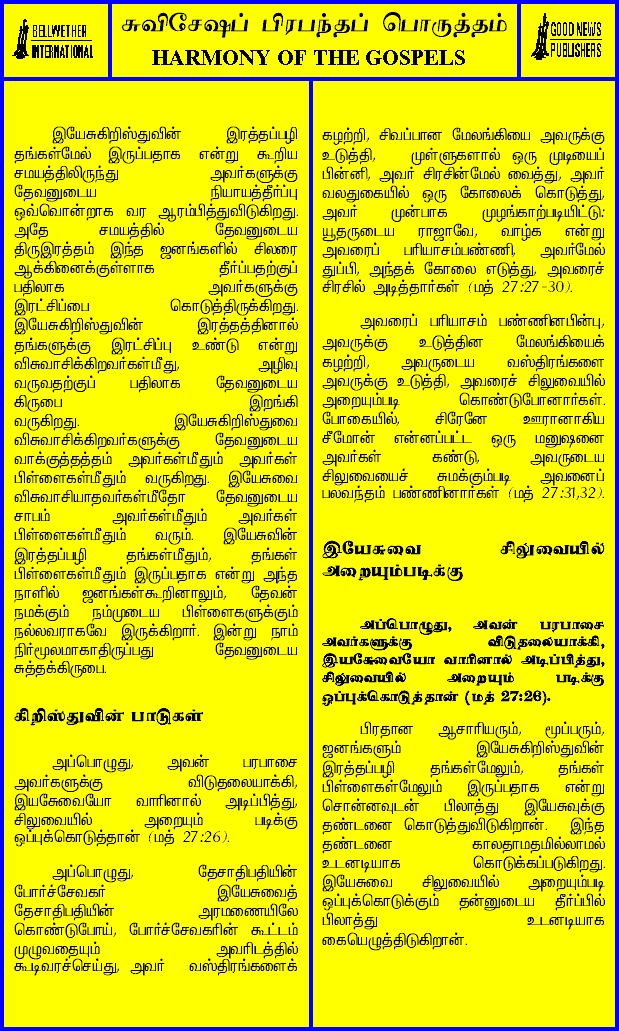 BELLWETHER
INTERNATIONAL
சுவிசேஷப் பிரபந்தப் பொருத்தம்
HARMONY OF THE GOSPELS
GOOD NEWS
PUBLISHERS
இயேசுகிறிஸ்துவின் இரத்தப்பழி
தங்கள்மேல் இருப்பதாக என்று கூறிய
சமயத்திலிருந்து அவர்களுக்கு
தேவனுடைய நியாயத்தீர்ப்பு
ஒவ்வொன்றாக வர ஆரம்பித்துவிடுகிறது.
அதே சமயத்தில் தேவனுடைய
திருஇரத்தம் இந்த ஜனங்களில் சிலரை
ஆக்கினைக்குள்ளாக தீர்ப்பதற்குப்
பதிலாக அவர்களுக்கு
இரட்சிப்பை கொடுத்திருக்கிறது.
இயேசுகிறிஸ்துவின் இரத்தத்தினால்
தங்களுக்கு இரட்சிப்பு உண்டு என்று
விசுவாசிக்கிறவர்கள்மீது, அழிவு
வருவதற்குப் பதிலாக தேவனுடைய
கிருபை இறங்கி
வருகிறது. இயேசுகிறிஸ்துவை
விசுவாசிக்கிறவர்களுக்கு தேவனுடைய
வாக்குத்தத்தம் அவர்கள்மீதும் அவர்கள்
பிள்ளைகள்மீதும் வருகிறது. இயேசுவை
விசுவாசியாதவர்கள்மீதோ தேவனுடைய
சாபம் அவர்கள்மீதும் அவர்கள்
பிள்ளைகள்மீதும் வரும். இயேசுவின்
இரத்தப்பழி தங்கள்மீதும், தங்கள்
பிள்ளைகள்மீதும் இருப்பதாக என்று அந்த
நாளில் ஜனங்கள்கூறினாலும், தேவன்
நமக்கும் நம்முடைய பிள்ளைகளுக்கும்
நல்லவராகவே இருக்கிறார். இன்று நாம்
நிர்மூலமாகாதிருப்பது தேவனுடைய
சுத்தக்கிருபை.
கிறிஸ்துவின் பாடுகள்
அப்பொழுது, அவன் பரபாசை
அவர்களுக்கு விடுதலையாக்கி,
இயசுேவையோ வாரினால் அடிப்பித்து,
சிலுவையில் அறையும் படிக்கு
ஒப்புக்கொடுத்தான் (மத் 27:26).
அப்பொழுது, தேசாதிபதியின்
போர்ச்சேவகர் இயேசுவைத்
தேசாதிபதியின் அரமணையிலே
கொண்டுபோய், போர்ச்சேவகரின் கூட்டம்
முழுவதையும் அவரிடத்தில்
கூடிவரச்செய்து, அவர் வஸ்திரங்களைக்
கழற்றி, சிவப்பான மேலங்கியை அவருக்கு
உடுத்தி, முள்ளுகளால் ஒரு முடியைப்
பின்னி, அவர் சிரசின்மேல் வைத்து, அவர்
வலதுகையில் ஒரு கோலைக் கொடுத்து,
அவர் முன்பாக முழங்காற்படியிட்டு:
யூதருடைய ராஜாவே, வாழ்க என்று
அவரைப் பரியாசம்பண்ணி, அவர்மேல்
துப்பி, அந்தக் கோலை எடுத்து, அவரைச்
சிரசில் அடித்தார்கள் (மத் 27:27-30).
அவரைப் பரியாசம் பண்ணினபின்பு,
அவருக்கு உடுத்தின மேலங்கியைக்
கழற்றி, அவருடைய வஸ்திரங்களை
அவருக்கு உடுத்தி, அவரைச் சிலுவையில்
அறையும்படி கொண்டுபோனார்கள்.
போகையில், சிரேனே ஊரானாகிய
சீமோன் என்னப்பட்ட ஒரு மனுஷனை
அவர்கள் கண்டு, அவருடைய
சிலுவையைச் சுமக்கும்படி அவனைப்
பலவந்தம் பண்ணினார்கள் (மத் 27:31,32).
இயேசுவை சிலுவையில்
அறையும்படிக்கு
அப்பொழுது, அவன் பரபாசை
அவர்களுக்கு விடுதலையாக்கி,
இயசுேவையோ வாரினால் அடிப்பித்து,
சிலுவையில் அறையும் படிக்கு
ஒப்புக்கொடுத்தான் (மத் 27:26).
பிரதான ஆசாரியரும், மூப்பரும்,
ஜனங்களும் இயேசுகிறிஸ்துவின்
இரத்தப்பழி தங்கள்மேலும், தங்கள்
பிள்ளைகள்மேலும் இருப்பதாக என்று
சொன்னவுடன் பிலாத்து இயேசுவுக்கு
தண்டனை கொடுத்துவிடுகிறான். இந்த
தண்டனை காலதாமதமில்லாமல்
உடனடியாக கொடுக்கப்படுகிறது.
இயேசுவை சிலுவையில் அறையும்படி
ஒப்புக்கொடுக்கும் தன்னுடைய தீர்ப்பில்
பிலாத்து உடனடியாக
கையெழுத்திடுகிறான்.